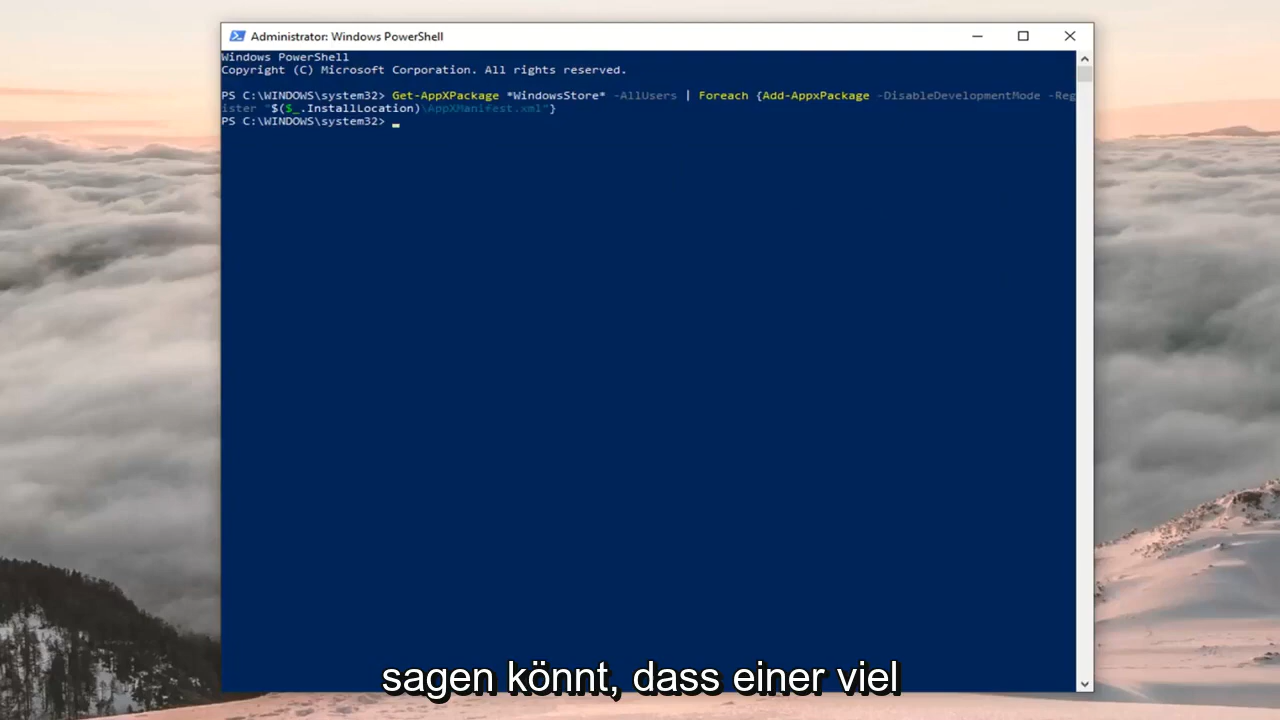 Administrator: Windows PowerShell
Windows PowerShell
Copyright (C) Microsoft Corporation. All rights reserved.
PS C:\WINDOWS\system32> Get-AppXPackage *WindowsStore* -AllUsers | Foreach {Add-AppxPackage -DisableDevelopmentMode -Reg
ister "$($_.InstallLocation)\AppXManifest.xml"}
PS C:\WINDOWS\system32>
sagen könnt, dass einer viel